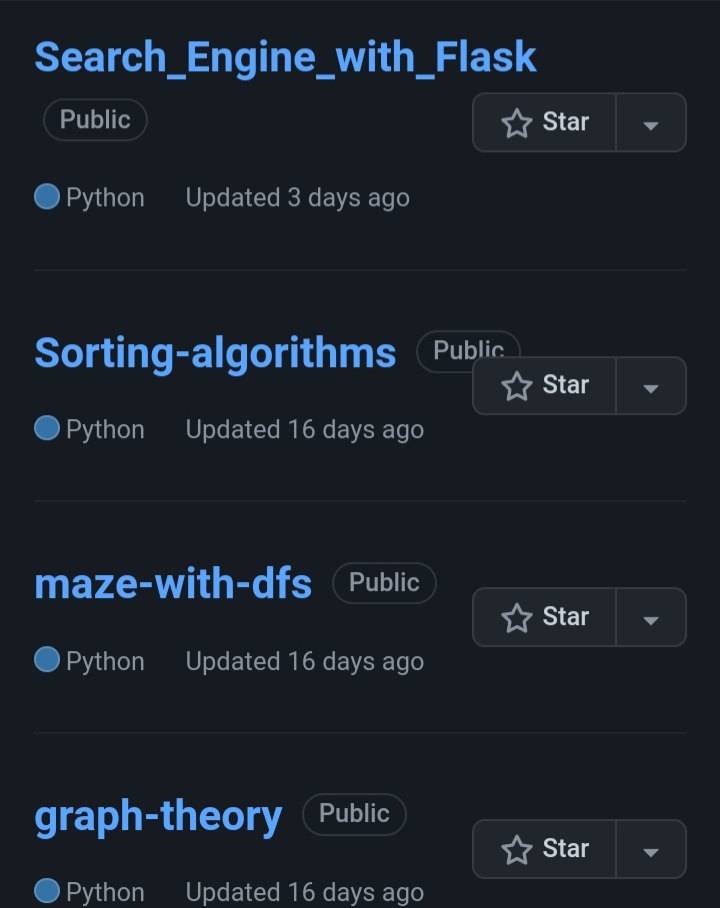 Search_Engine_with_Flask
Public
Star
Python Updated 3 days ago
Sorting-algorithms Public
Star
Python Updated 16 days ago
maze-with-dfs Public
Star
Python Updated 16 days ago
graph-theory Public
Star
Python Updated 16 days ago